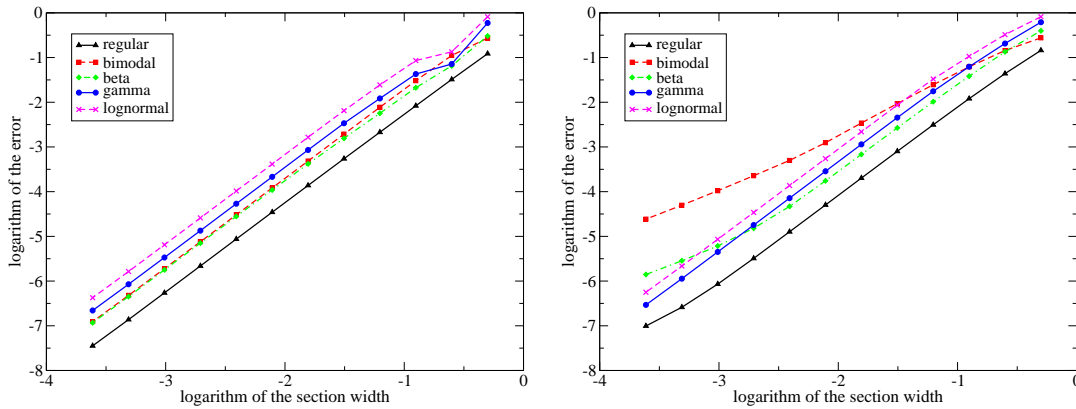 0
-1
-2
-3
-4
-5
-6
-7
-8
-4
-3
-2
-1
0
logarithm of the error
logarithm of the section width
regular
bimodal
beta
gamma
lognormal
0
-1
-2
-3
-4
-5
-6
-7
-8
-4
-3
-2
-1
0
logarithm of the error
logarithm of the section width
regular
bimodal
beta
gamma
lognormal